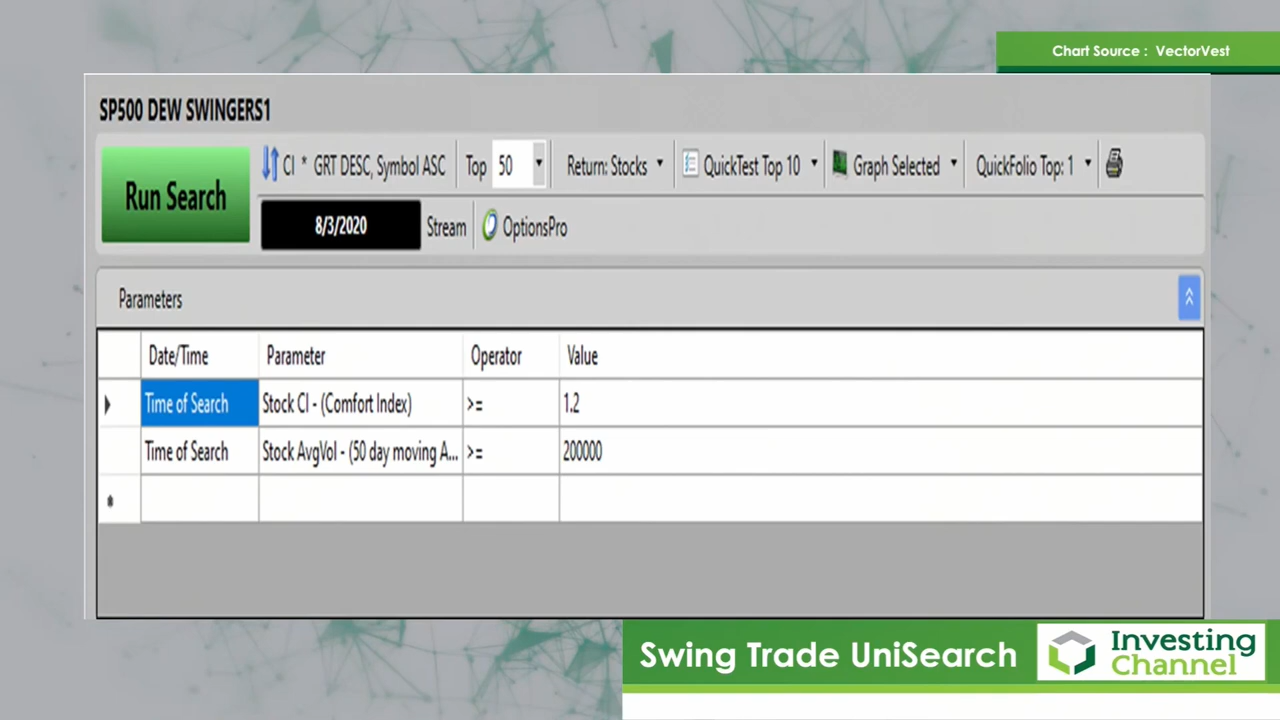 Chart Source : VectorVest
SP500 DEW SWINGERS1
Run Search
CI * GRT DESC, Symbol ASC
Top 50
Return: Stocks
QuickTest Top 10
Graph Selected
QuickFolio Top: 1
8/3/2020
Stream
OptionsPro
Parameters
Date/Time Parameter Operator Value
Time of Search Stock CI - (Comfort Index) >= 1.2
Time of Search Stock AvgVol - (50 day moving A... >= 200000
*
Swing Trade UniSearch
Investing
Channel